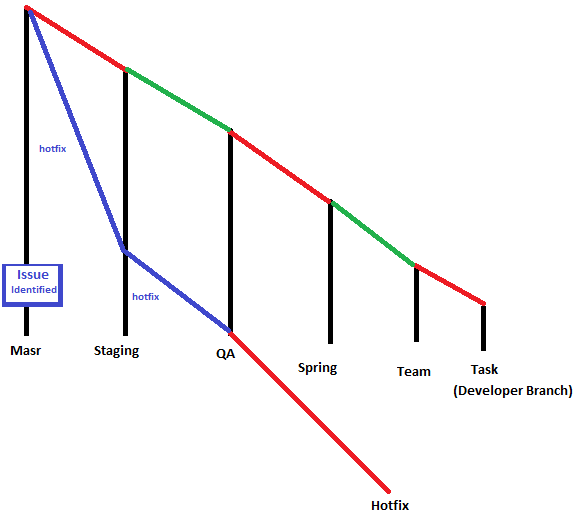 hotfix
Issue
Identified
hotfix
Masr
Staging
QA
Spring
Team
Task
(Developer Branch)
Hotfix